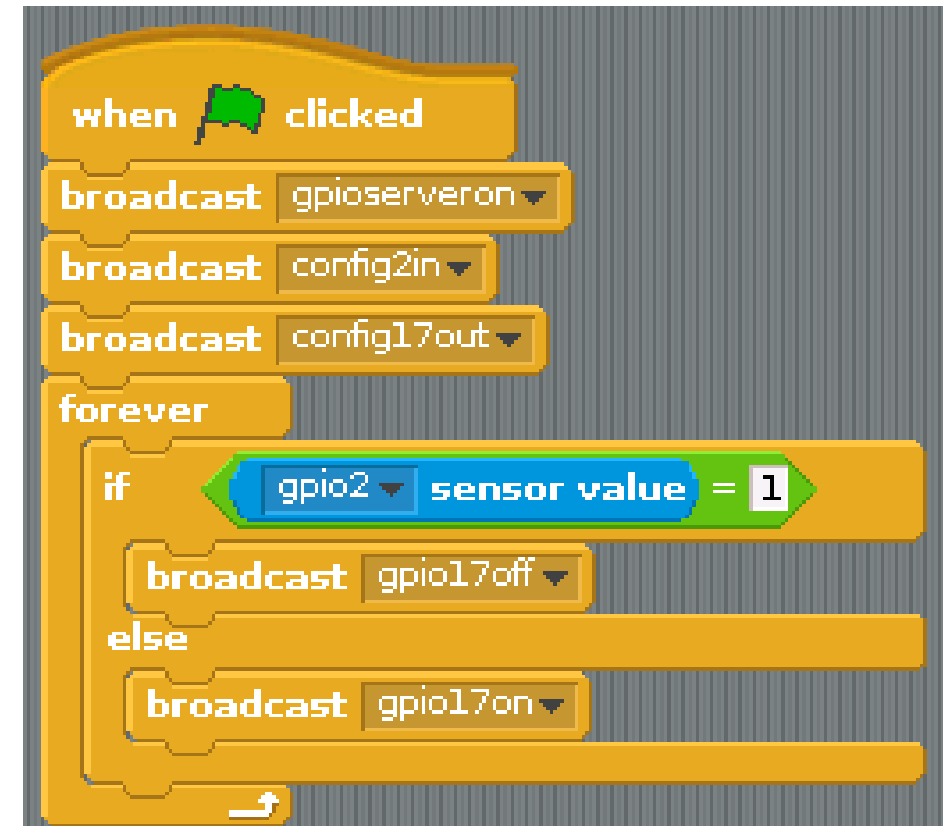 when clicked
broadcast gpioserveron
broadcast config2in
broadcast config17out
forever
if gpio2 sensor value = 1
broadcast gpio17off
else
broadcast gpio17on